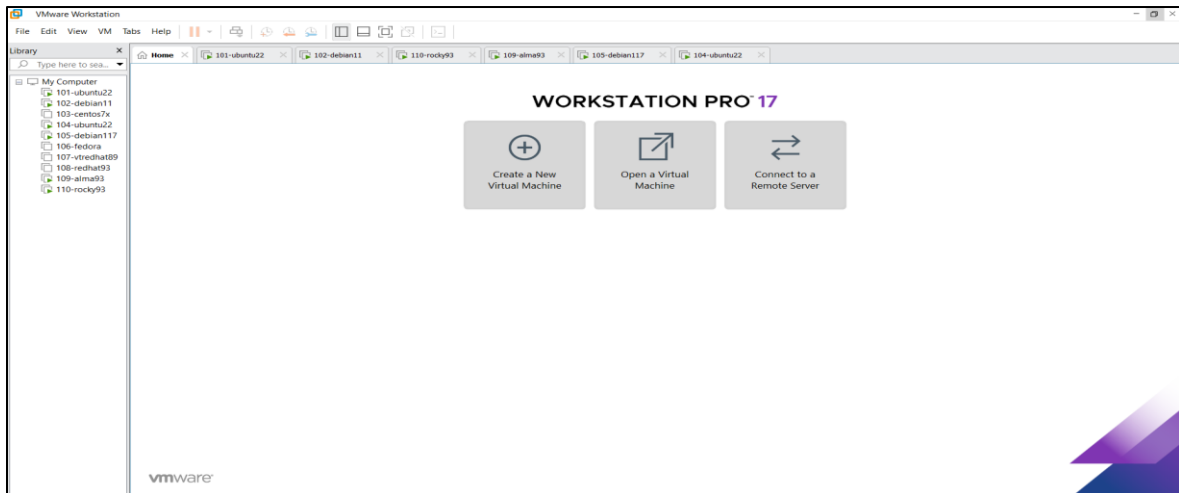 VMware Workstation
File Edit View VM Tabs Help
Library
Type here to sea...
My Computer
101-ubuntu22
102-debian11
103-centos7x
104-ubuntu22
105-debian117
106-fedora
107-vtredhat89
108-redhat93
109-alma93
110-rocky93
Home 101-ubuntu22 102-debian11 110-rocky93 109-alma93 105-debian117 104-ubuntu22
WORKSTATION PRO™ 17
Create a New
Virtual Machine
Open a Virtual
Machine
Connect to a
Remote Server
vmware